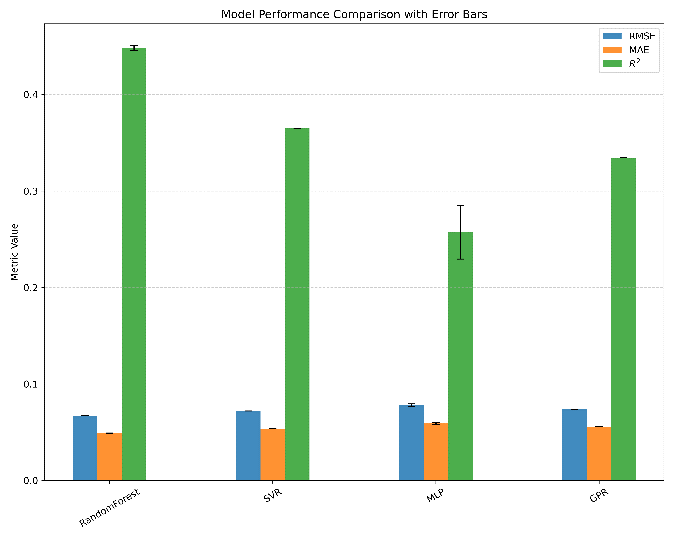 Model Performance Comparison with Error Bars
RMSE
MAE
R²
Metric Value
0.4
0.3
0.2
0.1
0.0
RandomForest
SVR
MLP
GPR